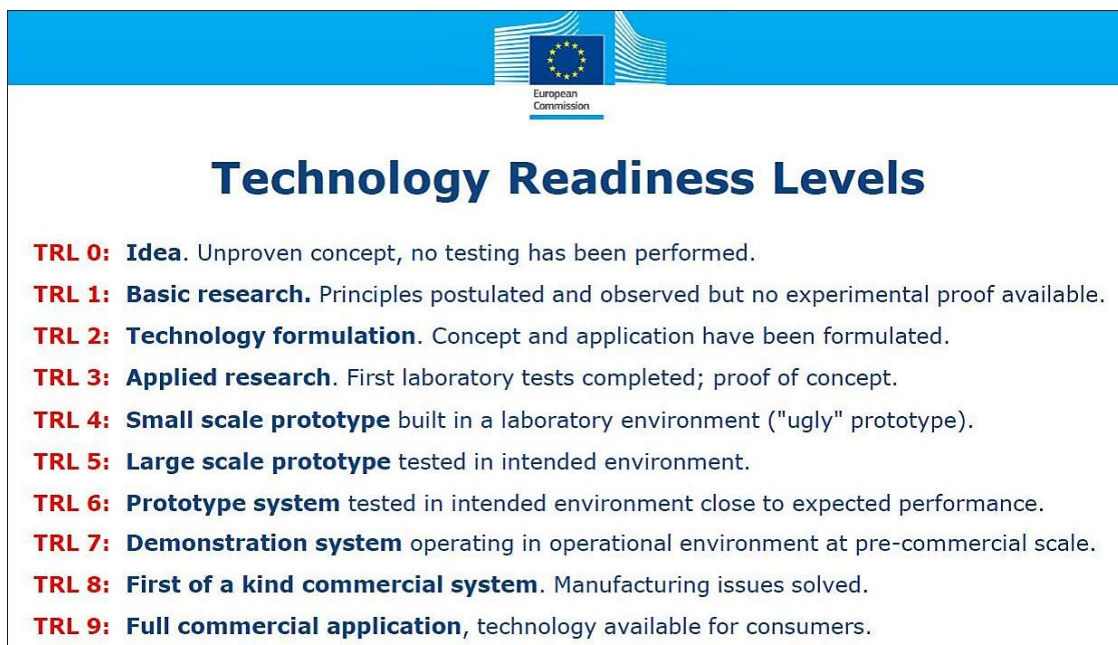 European
Commission
Technology Readiness Levels
TRL 0: Idea. Unproven concept, no testing has been performed.
TRL 1: Basic research. Principles postulated and observed but no experimental proof available.
TRL 2: Technology formulation. Concept and application have been formulated.
TRL 3: Applied research. First laboratory tests completed; proof of concept.
TRL 4: Small scale prototype built in a laboratory environment ("ugly" prototype).
TRL 5: Large scale prototype tested in intended environment.
TRL 6: Prototype system tested in intended environment close to expected performance.
TRL 7: Demonstration system operating in operational environment at pre-commercial scale.
TRL 8: First of a kind commercial system. Manufacturing issues solved.
TRL 9: Full commercial application, technology available for consumers.